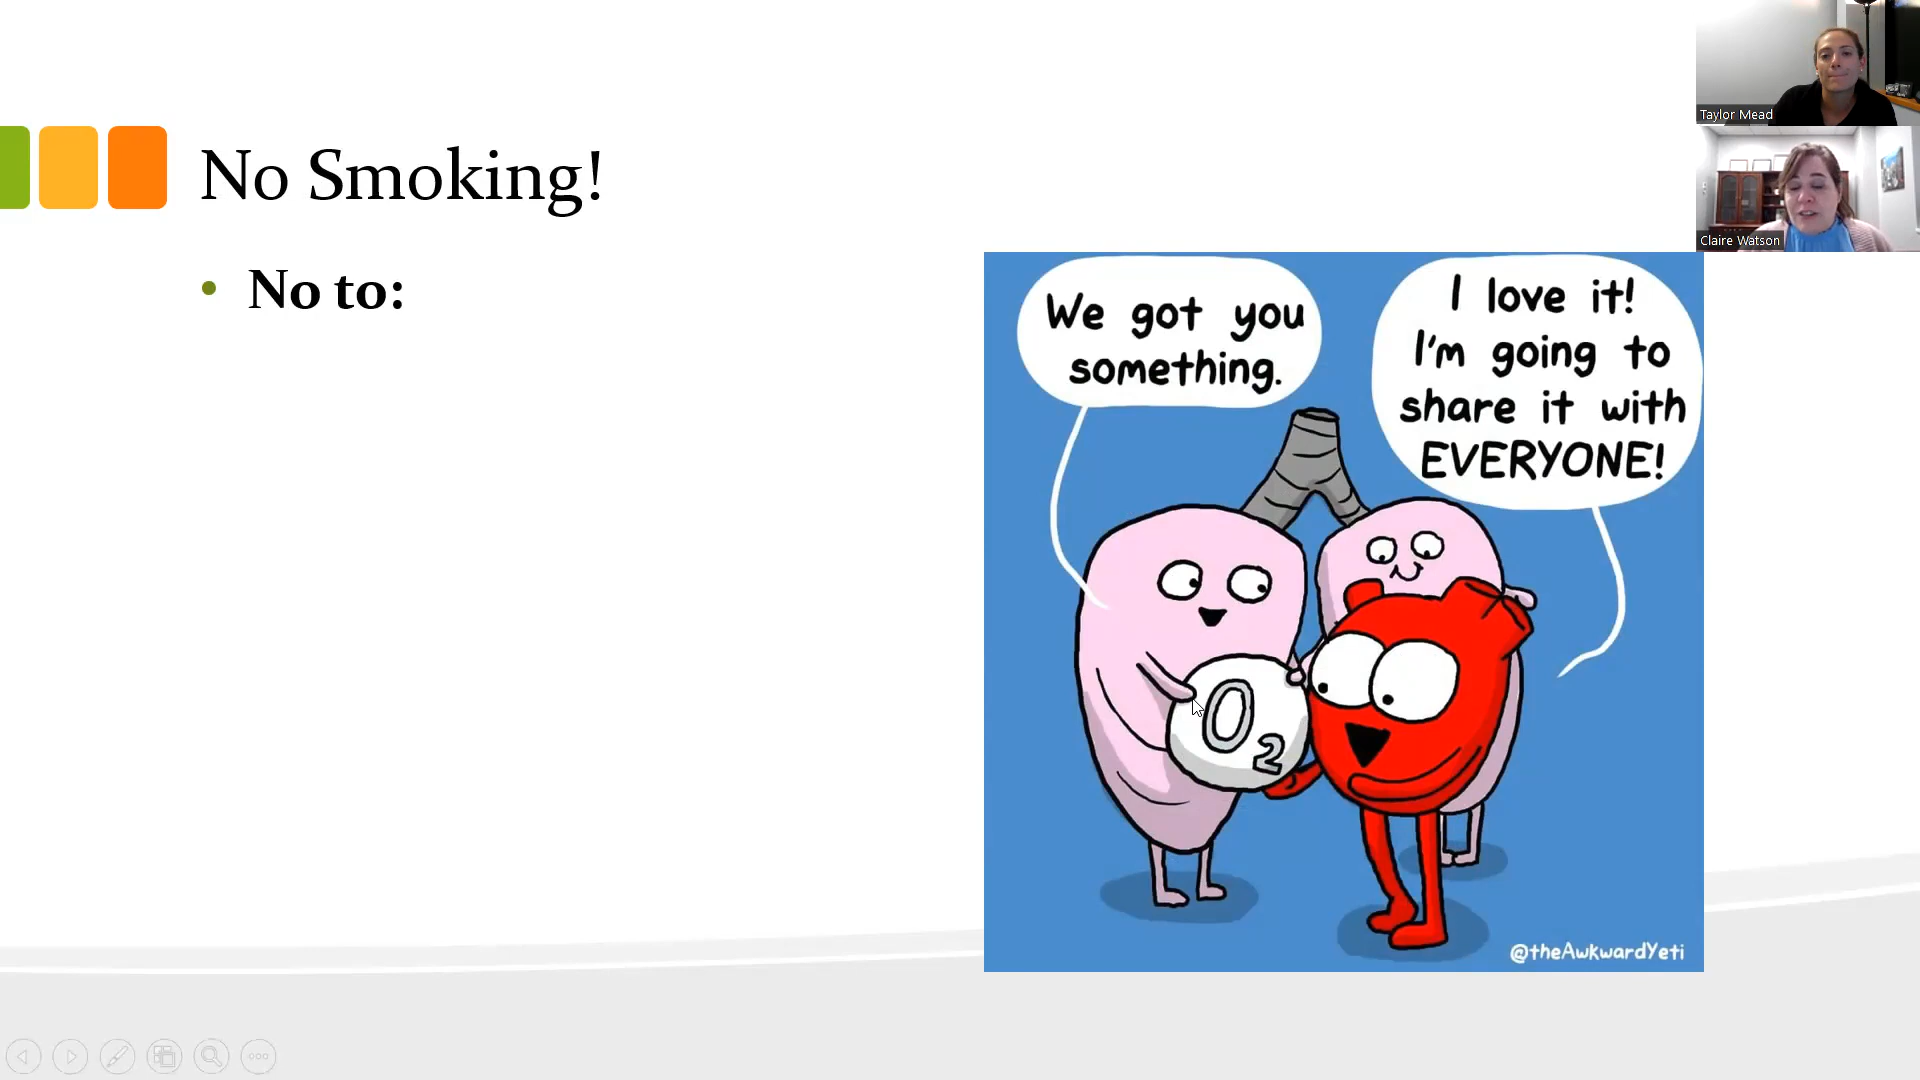 No Smoking!
• No to:
We got you
something.
I love it!
I'm going to
share it with
EVERYONE!
O2
@theAwkwardYeti
Taylor Mead
Claire Watson